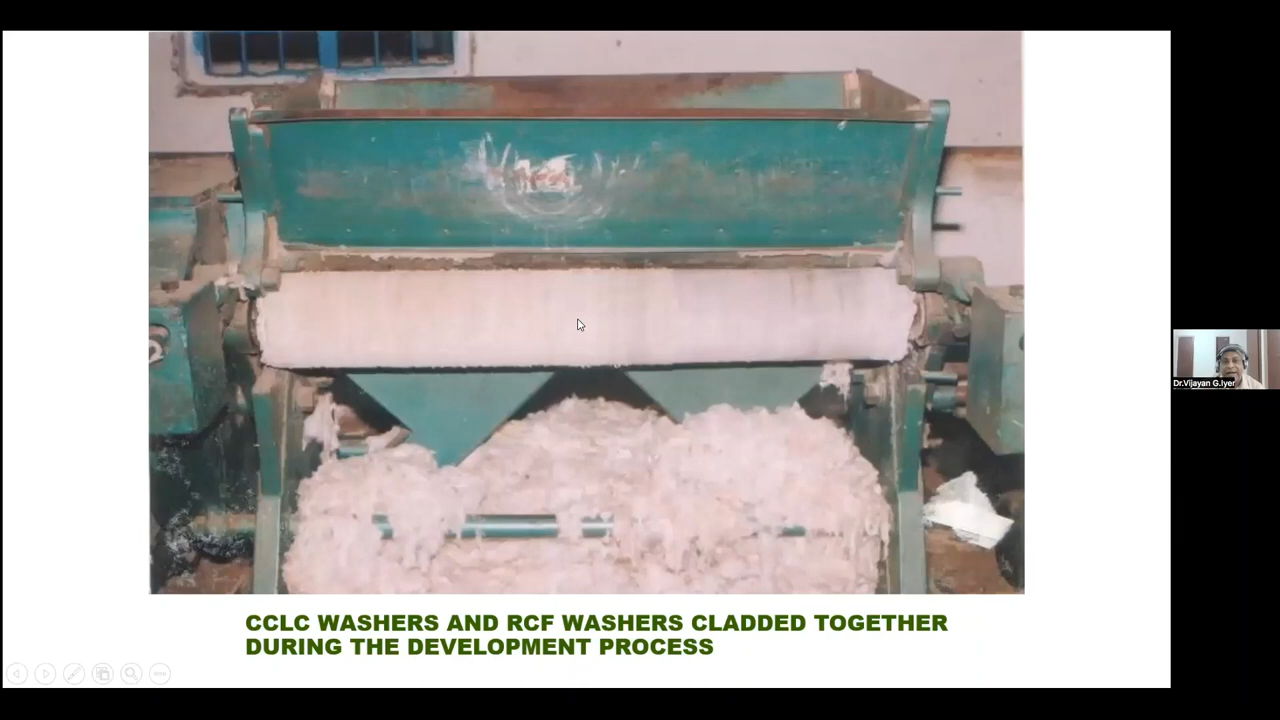 CCLC WASHERS AND RCF WASHERS CLADDED TOGETHER
DURING THE DEVELOPMENT PROCESS
Dr.Vijayan G.Iyer